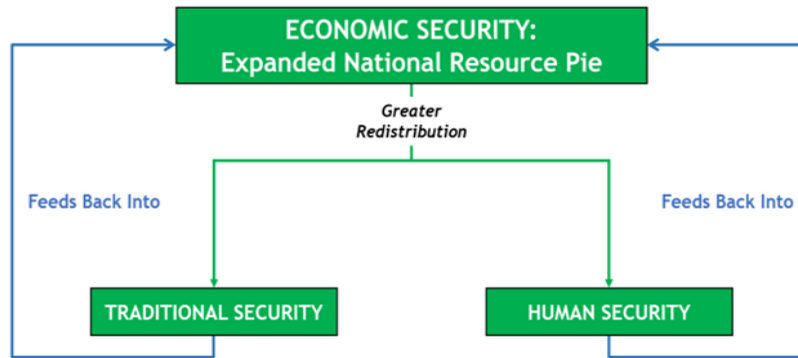 ECONOMIC SECURITY:
Expanded National Resource Pie
Greater
Redistribution
Feeds Back Into
Feeds Back Into
TRADITIONAL SECURITY
HUMAN SECURITY